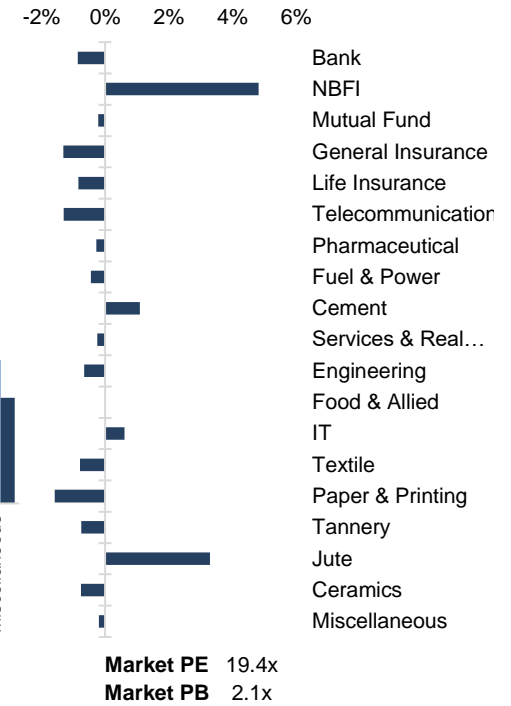 -2% 0% 2% 4% 6%
Bank
NBFI
Mutual Fund
General Insurance
Life Insurance
Telecommunication
Pharmaceutical
Fuel & Power
Cement
Services & Real…
Engineering
Food & Allied
IT
Textile
Paper & Printing
Tannery
Jute
Ceramics
Miscellaneous
Market PE 19.4x
Market PB 2.1x